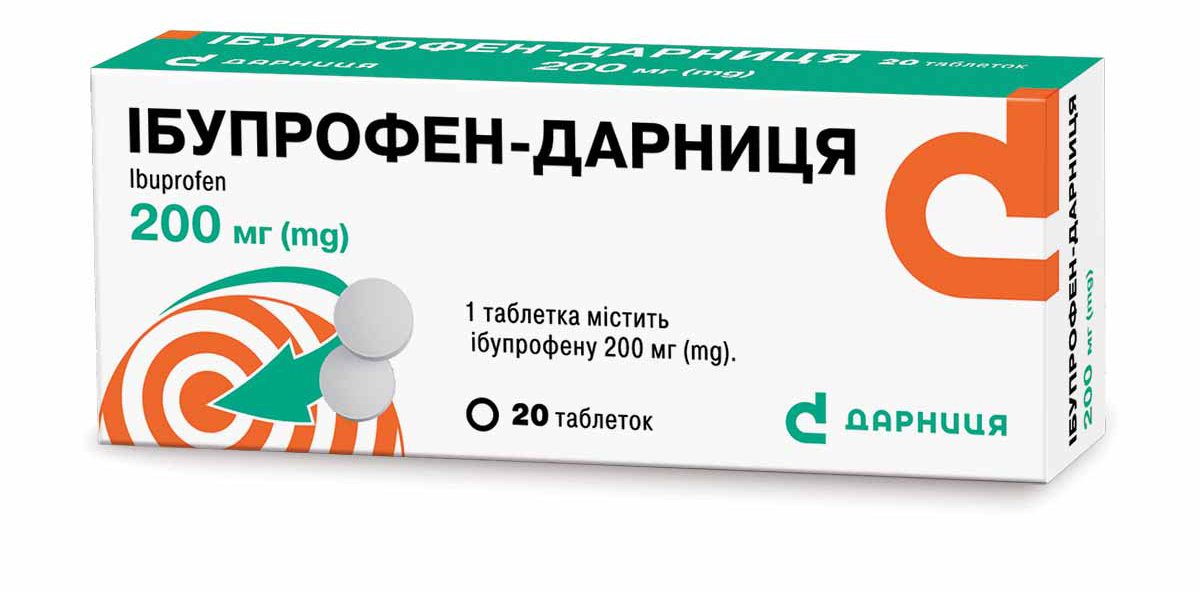 ІБУПРОФЕН-ДАРНИЦЯ
200 мг (mg)
20 таблеток
ДАРНИЦЯ
ІБУПРОФЕН-ДАРНИЦЯ
Ibuprofen
200 мг (mg)
1 таблетка містить
ібупрофену 200 мг (mg).
20 таблеток
ДАРНИЦЯ
ІБУПРОФЕН-ДАРНИЦЯ
200 мг (mg)